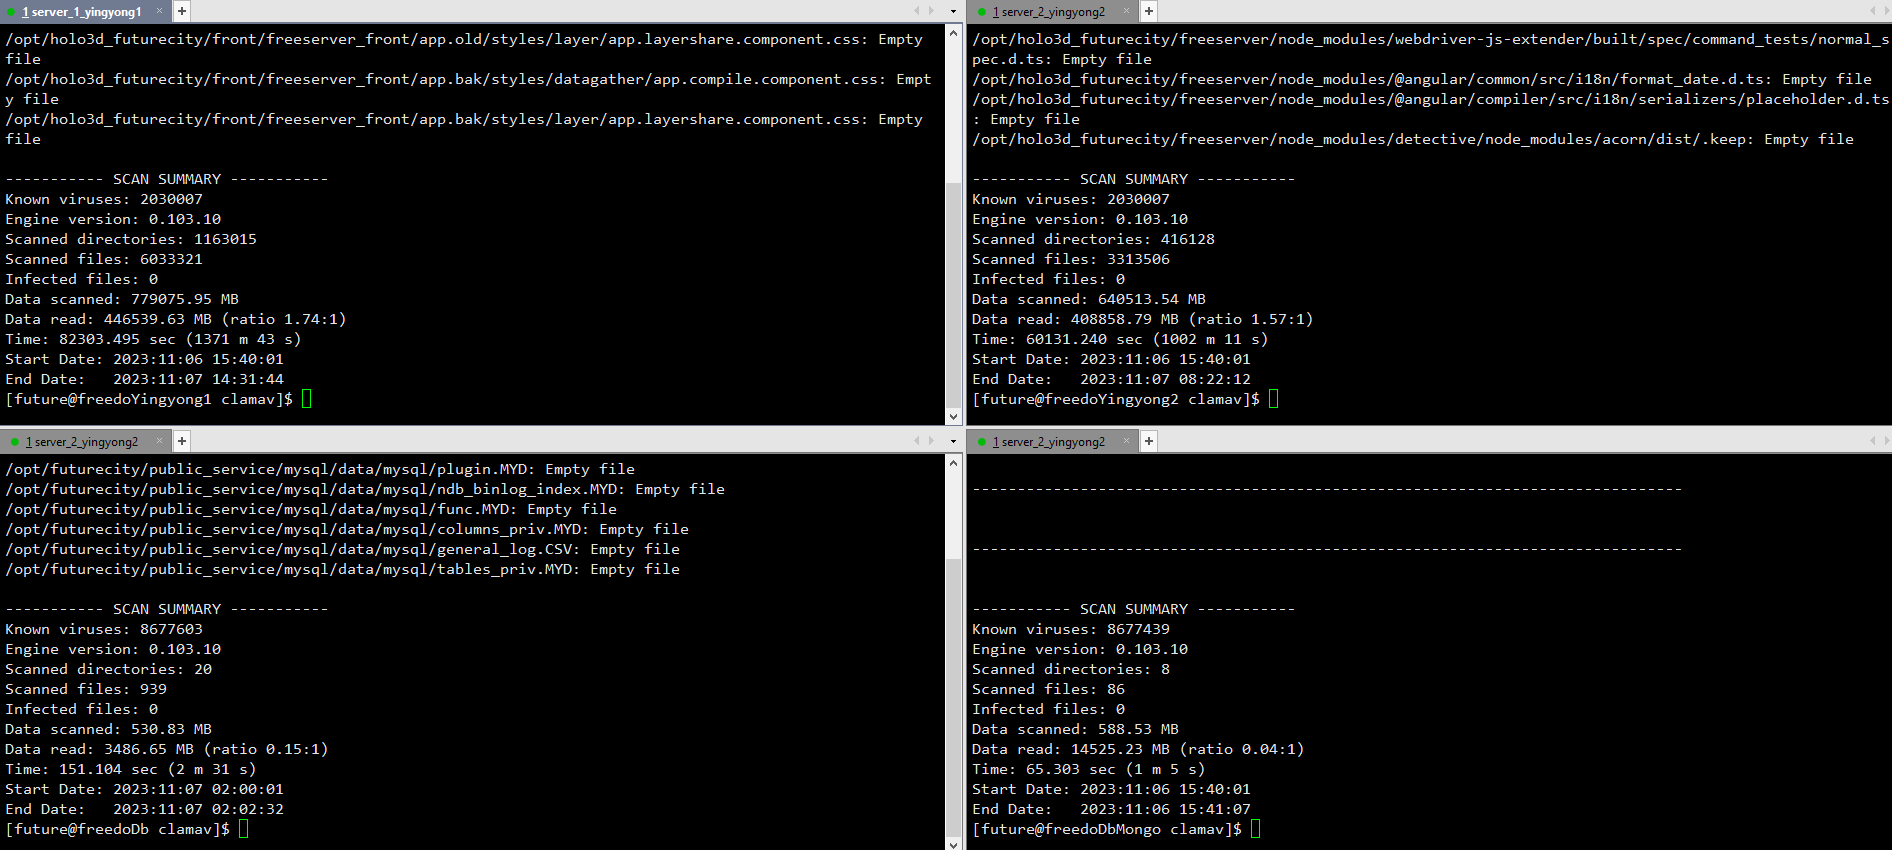 1 server_1_yingyong1 × +
/opt/holo3d_futurecity/front/freeserver_front/app.old/styles/layer/app.layershare.component.css: Empty
file
/opt/holo3d_futurecity/front/freeserver_front/app.bak/styles/datagather/app.compile.component.css: Empt
y file
/opt/holo3d_futurecity/front/freeserver_front/app.bak/styles/layer/app.layershare.component.css: Empty
file
----------- SCAN SUMMARY -----------
Known viruses: 2030007
Engine version: 0.103.10
Scanned directories: 1163015
Scanned files: 6033321
Infected files: 0
Data scanned: 779075.95 MB
Data read: 446539.63 MB (ratio 1.74:1)
Time: 82303.495 sec (1371 m 43 s)
Start Date: 2023:11:06 15:40:01
End Date:   2023:11:07 14:31:44
[future@freedoYingyong1 clamav]$
1 server_2_yingyong2 × +
/opt/holo3d_futurecity/freeserver/node_modules/webdriver-js-extender/built/spec/command_tests/normal_s
pec.d.ts: Empty file
/opt/holo3d_futurecity/freeserver/node_modules/@angular/common/src/i18n/format_date.d.ts: Empty file
/opt/holo3d_futurecity/freeserver/node_modules/@angular/compiler/src/i18n/serializers/placeholder.d.ts
: Empty file
/opt/holo3d_futurecity/freeserver/node_modules/detective/node_modules/acorn/dist/.keep: Empty file
----------- SCAN SUMMARY -----------
Known viruses: 2030007
Engine version: 0.103.10
Scanned directories: 416128
Scanned files: 3313506
Infected files: 0
Data scanned: 640513.54 MB
Data read: 408858.79 MB (ratio 1.57:1)
Time: 60131.240 sec (1002 m 11 s)
Start Date: 2023:11:06 15:40:01
End Date:   2023:11:07 08:22:12
[future@freedoYingyong2 clamav]$
1 server_2_yingyong2 × +
/opt/futurecity/public_service/mysql/data/mysql/plugin.MYD: Empty file
/opt/futurecity/public_service/mysql/data/mysql/ndb_binlog_index.MYD: Empty file
/opt/futurecity/public_service/mysql/data/mysql/func.MYD: Empty file
/opt/futurecity/public_service/mysql/data/mysql/columns_priv.MYD: Empty file
/opt/futurecity/public_service/mysql/data/mysql/general_log.CSV: Empty file
/opt/futurecity/public_service/mysql/data/mysql/tables_priv.MYD: Empty file
----------- SCAN SUMMARY -----------
Known viruses: 8677603
Engine version: 0.103.10
Scanned directories: 20
Scanned files: 939
Infected files: 0
Data scanned: 530.83 MB
Data read: 3486.65 MB (ratio 0.15:1)
Time: 151.104 sec (2 m 31 s)
Start Date: 2023:11:07 02:00:01
End Date:   2023:11:07 02:02:32
[future@freedoDb clamav]$
1 server_2_yingyong2 × +
-------------------------------------------------------------------------------
-------------------------------------------------------------------------------
----------- SCAN SUMMARY -----------
Known viruses: 8677439
Engine version: 0.103.10
Scanned directories: 8
Scanned files: 86
Infected files: 0
Data scanned: 588.53 MB
Data read: 14525.23 MB (ratio 0.04:1)
Time: 65.303 sec (1 m 5 s)
Start Date: 2023:11:06 15:40:01
End Date:   2023:11:06 15:41:07
[future@freedoDbMongo clamav]$